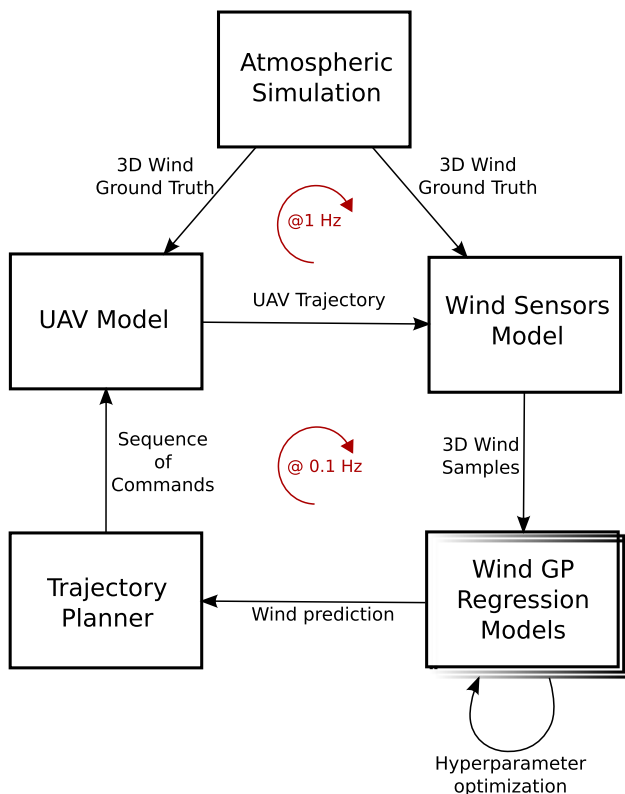 Atmospheric
Simulation
3D Wind
Ground Truth
3D Wind
Ground Truth
@1 Hz
UAV Model
UAV Trajectory
Wind Sensors
Model
Sequence
of
Commands
@ 0.1 Hz
3D Wind
Samples
Trajectory
Planner
Wind prediction
Wind GP
Regression
Models
Hyperparameter
optimization